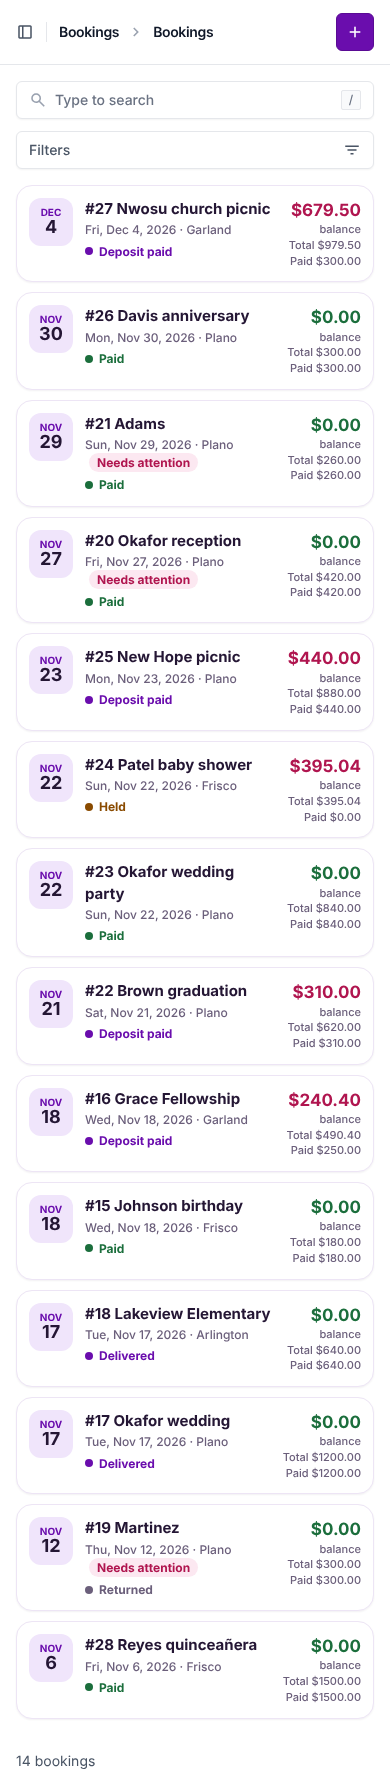 Bookings > Bookings
+
Type to search /
Filters
DEC
4
#27 Nwosu church picnic
Fri, Dec 4, 2026 · Garland
Deposit paid
$679.50
balance
Total $979.50
Paid $300.00
NOV
30
#26 Davis anniversary
Mon, Nov 30, 2026 · Plano
Paid
$0.00
balance
Total $300.00
Paid $300.00
NOV
29
#21 Adams
Sun, Nov 29, 2026 · Plano
Needs attention
Paid
$0.00
balance
Total $260.00
Paid $260.00
NOV
27
#20 Okafor reception
Fri, Nov 27, 2026 · Plano
Needs attention
Paid
$0.00
balance
Total $420.00
Paid $420.00
NOV
23
#25 New Hope picnic
Mon, Nov 23, 2026 · Plano
Deposit paid
$440.00
balance
Total $880.00
Paid $440.00
NOV
22
#24 Patel baby shower
Sun, Nov 22, 2026 · Frisco
Held
$395.04
balance
Total $395.04
Paid $0.00
NOV
22
#23 Okafor wedding
party
Sun, Nov 22, 2026 · Plano
Paid
$0.00
balance
Total $840.00
Paid $840.00
NOV
21
#22 Brown graduation
Sat, Nov 21, 2026 · Plano
Deposit paid
$310.00
balance
Total $620.00
Paid $310.00
NOV
18
#16 Grace Fellowship
Wed, Nov 18, 2026 · Garland
Deposit paid
$240.40
balance
Total $490.40
Paid $250.00
NOV
18
#15 Johnson birthday
Wed, Nov 18, 2026 · Frisco
Paid
$0.00
balance
Total $180.00
Paid $180.00
NOV
17
#18 Lakeview Elementary
Tue, Nov 17, 2026 · Arlington
Delivered
$0.00
balance
Total $640.00
Paid $640.00
NOV
17
#17 Okafor wedding
Tue, Nov 17, 2026 · Plano
Delivered
$0.00
balance
Total $1200.00
Paid $1200.00
NOV
12
#19 Martinez
Thu, Nov 12, 2026 · Plano
Needs attention
Returned
$0.00
balance
Total $300.00
Paid $300.00
NOV
6
#28 Reyes quinceañera
Fri, Nov 6, 2026 · Frisco
Paid
$0.00
balance
Total $1500.00
Paid $1500.00
14 bookings